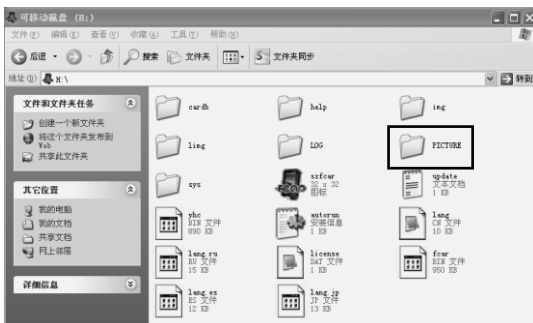 可移动磁盘 (H:)
文件(F) 编辑(E) 查看(V) 收藏(A) 工具(T) 帮助(H)
后退 搜索 文件夹 文件夹同步
地址(D) H:\ 转到
文件和文件夹任务
创建一个新文件夹
将这个文件夹发布到
Web
共享此文件夹
其它位置
我的电脑
我的文档
共享文档
网上邻居
详细信息
cardb help img
limg LOG PICTURE
sys
szfcar
32 x 32
图标
update
文本文档
1 KB
yhc
BIN 文件
890 KB
autorun
安装信息
1 KB
lang
CN 文件
10 KB
lang.ru
RU 文件
15 KB
license
DAT 文件
1 KB
fcar
BIN 文件
950 KB
lang.es
ES 文件
12 KB
lang.jp
JP 文件
13 KB